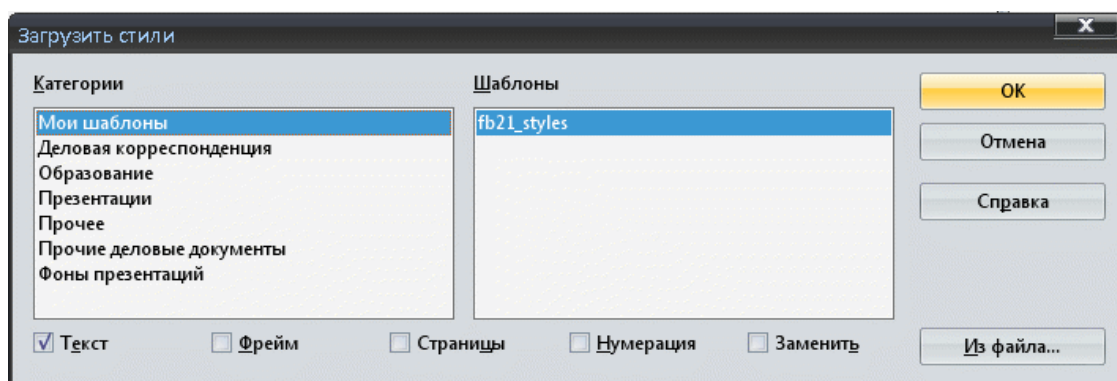 Загрузить стили
X
Категории
Шаблоны
Мои шаблоны
Деловая корреспонденция
Образование
Презентации
Прочее
Прочие деловые документы
Фоны презентаций
fb21_styles
OK
Отмена
Справка
Текст
Фрейм
Страницы
Нумерация
Заменить
Из файла...